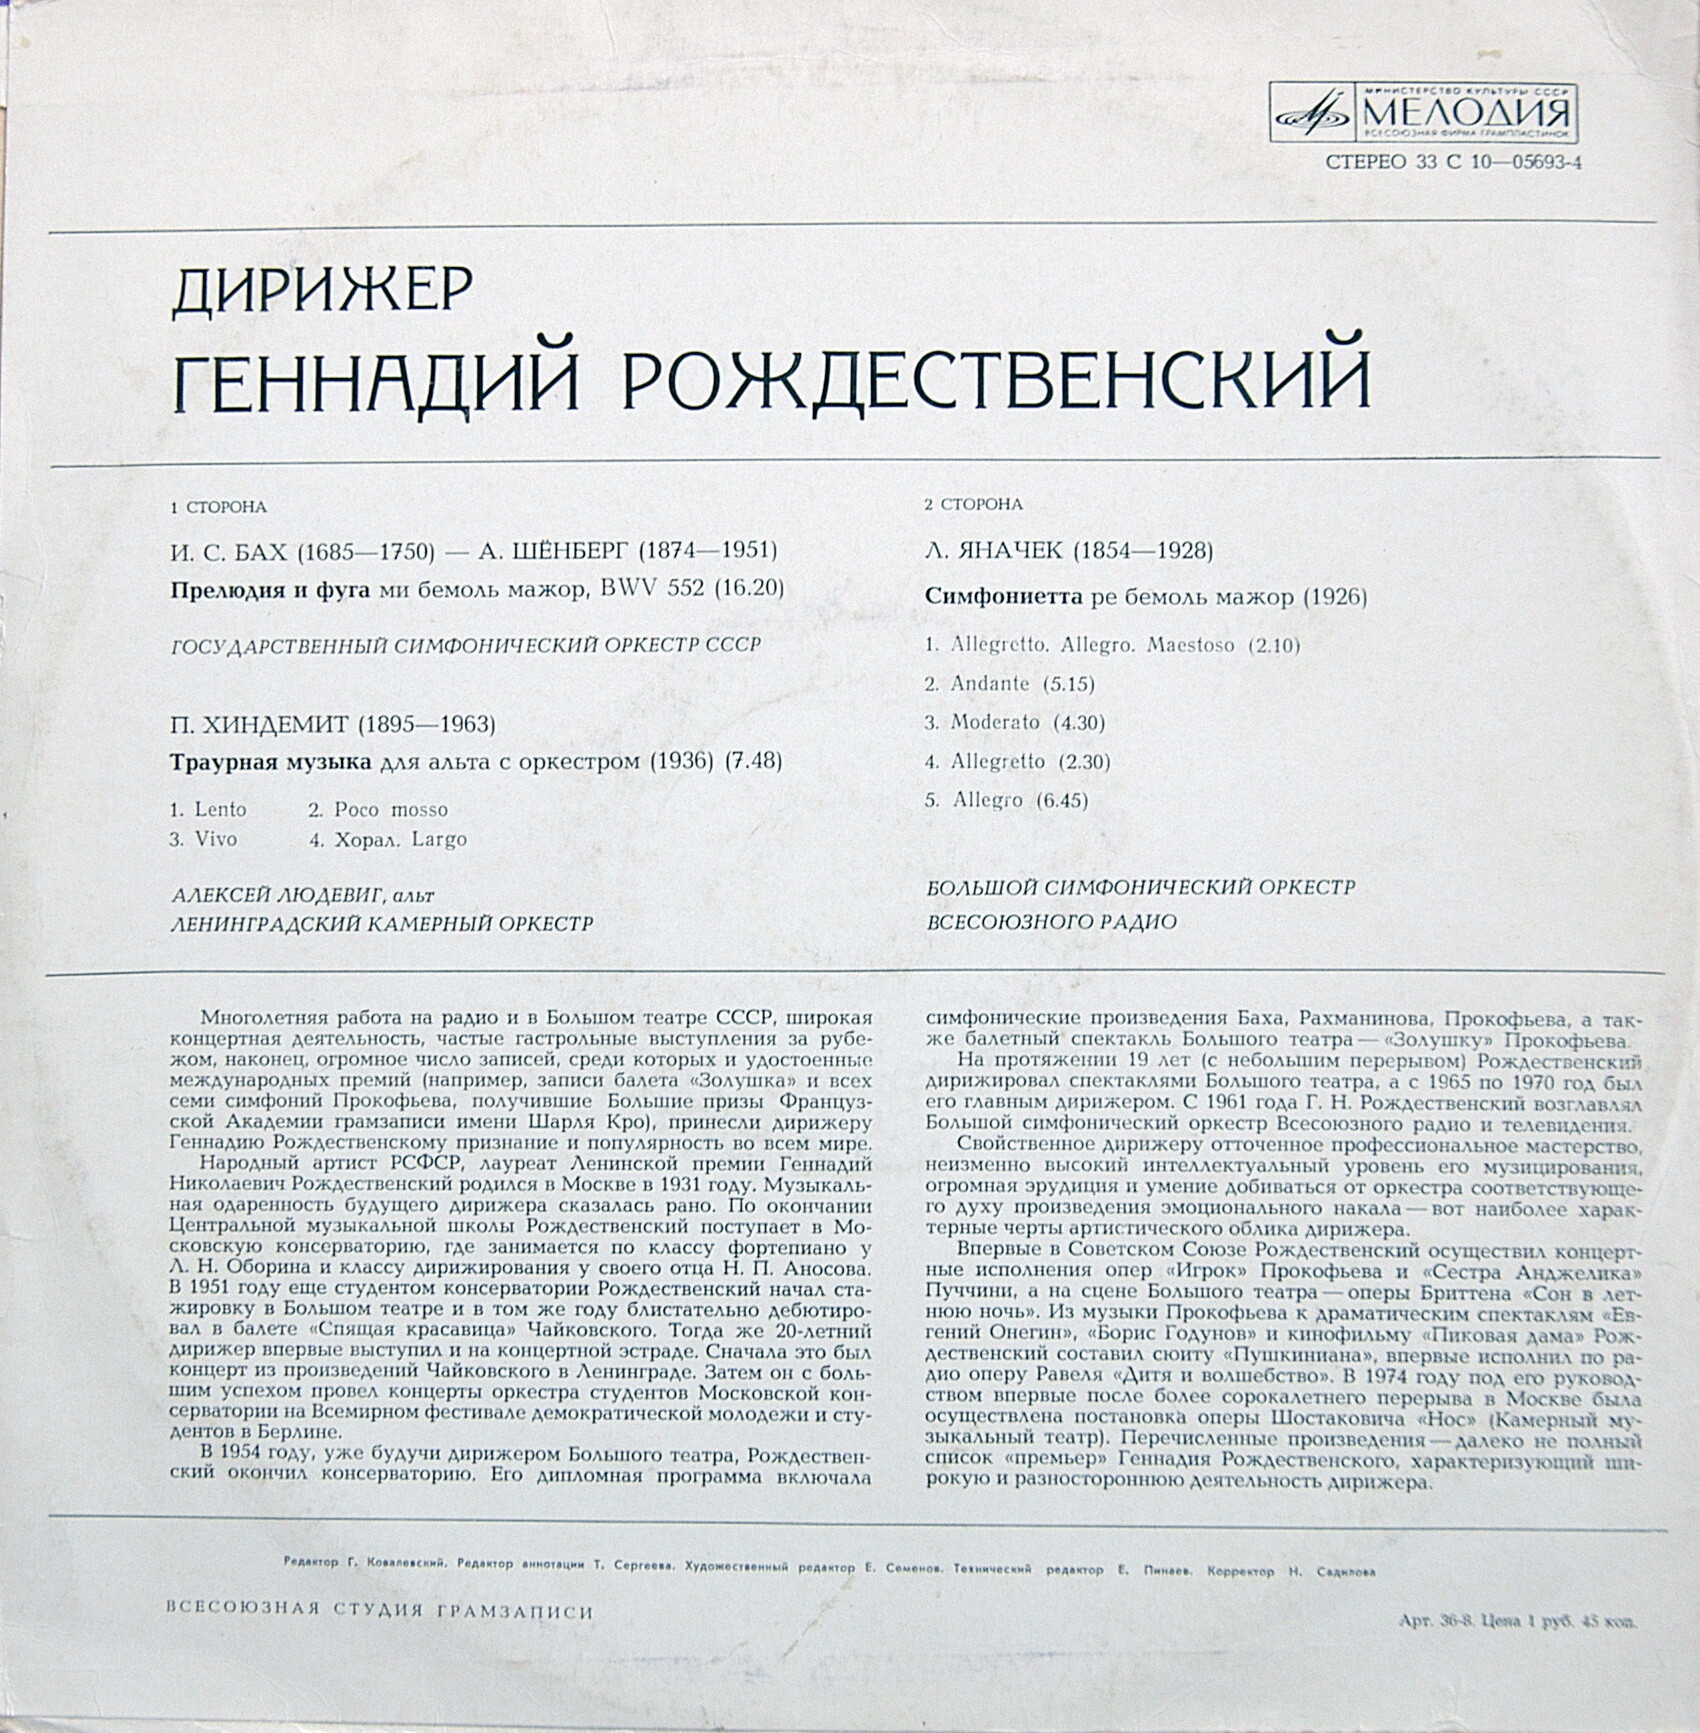 МИНИСТЕРСТВО КУЛЬТУРЫ СССР
МЕЛОДИЯ
ВСЕСОЮЗНАЯ ФИРМА ГРАМПЛАСТИНОК
СТЕРЕО 33 С 10—05693-4
ДИРИЖЕР
ГЕННАДИЙ РОЖДЕСТВЕНСКИЙ
1 СТОРОНА
И. С. БАХ (1685—1750) — А. ШЁНБЕРГ (1874—1951)
Прелюдия и фуга ми бемоль мажор, BWV 552 (16.20)
ГОСУДАРСТВЕННЫЙ СИМФОНИЧЕСКИЙ ОРКЕСТР СССР
П. ХИНДЕМИТ (1895—1963)
Траурная музыка для альта с оркестром (1936) (7.48)
1. Lento 2. Poco mosso
3. Vivo 4. Хорал. Largo
АЛЕКСЕЙ ЛЮДЕВИГ, альт
ЛЕНИНГРАДСКИЙ КАМЕРНЫЙ ОРКЕСТР
2 СТОРОНА
Л. ЯНАЧЕК (1854—1928)
Симфониетта ре бемоль мажор (1926)
1. Allegretto. Allegro. Maestoso (2.10)
2. Andante (5.15)
3. Moderato (4.30)
4. Allegretto (2.30)
5. Allegro (6.45)
БОЛЬШОЙ СИМФОНИЧЕСКИЙ ОРКЕСТР
ВСЕСОЮЗНОГО РАДИО
Многолетняя работа на радио и в Большом театре СССР, широкая
концертная деятельность, частые гастрольные выступления за рубе-
жом, наконец, огромное число записей, среди которых и удостоенные
международных премий (например, записи балета «Золушка» и всех
семи симфоний Прокофьева, получившие Большие призы Француз-
ской Академии грамзаписи имени Шарля Кро), принесли дирижеру
Геннадию Рождественскому признание и популярность во всем мире.
Народный артист РСФСР, лауреат Ленинской премии Геннадий
Николаевич Рождественский родился в Москве в 1931 году. Музыкаль-
ная одаренность будущего дирижера сказалась рано. По окончании
Центральной музыкальной школы Рождественский поступает в Мо-
сковскую консерваторию, где занимается по классу фортепиано у
Л. Н. Оборина и классу дирижирования у своего отца Н. П. Аносова.
В 1951 году еще студентом консерватории Рождественский начал ста-
жировку в Большом театре и в том же году блистательно дебютиро-
вал в балете «Спящая красавица» Чайковского. Тогда же 20-летний
дирижер впервые выступил и на концертной эстраде. Сначала это был
концерт из произведений Чайковского в Ленинграде. Затем он с боль-
шим успехом провел концерты оркестра студентов Московской кон-
серватории на Всемирном фестивале демократической молодежи и сту-
дентов в Берлине.
В 1954 году, уже будучи дирижером Большого театра, Рождествен-
ский окончил консерваторию. Его дипломная программа включала
симфонические произведения Баха, Рахманинова, Прокофьева, а так-
же балетный спектакль Большого театра — «Золушку» Прокофьева.
На протяжении 19 лет (с небольшим перерывом) Рождественский
дирижировал спектаклями Большого театра, а с 1965 по 1970 год был
его главным дирижером. С 1961 года Г. Н. Рождественский возглавлял
Большой симфонический оркестр Всесоюзного радио и телевидения.
Свойственное дирижеру отточенное профессиональное мастерство,
неизменно высокий интеллектуальный уровень его музицирования,
огромная эрудиция и умение добиваться от оркестра соответствующе-
го духу произведения эмоционального накала — вот наиболее харак-
терные черты артистического облика дирижера.
Впервые в Советском Союзе Рождественский осуществил концерт-
ные исполнения опер «Игрок» Прокофьева и «Сестра Анджелика»
Пуччини, а на сцене Большого театра — оперы Бриттена «Сон в лет-
нюю ночь». Из музыки Прокофьева к драматическим спектаклям «Ев-
гений Онегин», «Борис Годунов» и кинофильму «Пиковая дама» Рож-
дественский составил сюиту «Пушкиниана», впервые исполнил по ра-
дио оперу Равеля «Дитя и волшебство». В 1974 году под его руковод-
ством впервые после более сорокалетнего перерыва в Москве была
осуществлена постановка оперы Шостаковича «Нос» (Камерный му-
зыкальный театр). Перечисленные произведения — далеко не полный
список «премьер» Геннадия Рождественского, характеризующий ши-
рокую и разностороннюю деятельность дирижера.
Редактор Г. Ковалевский. Редактор аннотации Т. Сергеева. Художественный редактор Е. Семенов. Технический редактор Е. Пинаев. Корректор Н. Садилова
ВСЕСОЮЗНАЯ СТУДИЯ ГРАМЗАПИСИ
Арт. 36-8. Цена 1 руб. 45 коп.